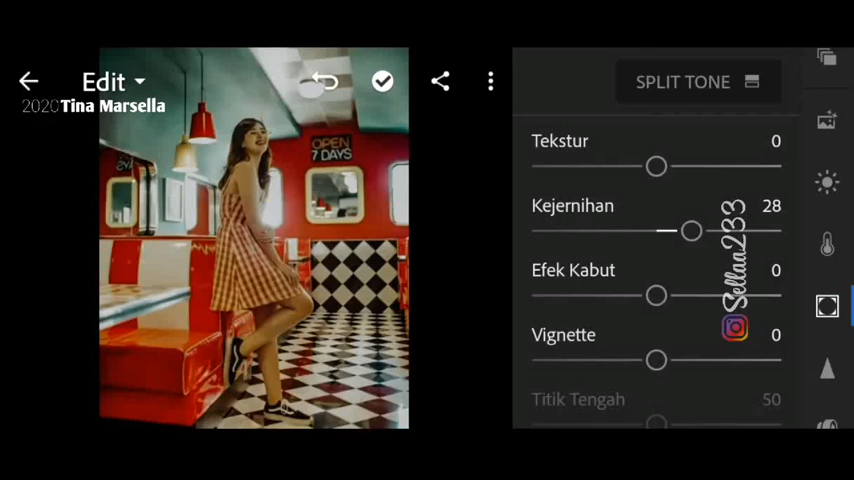 Edit
2020Tina Marsella
OPEN
7 DAYS
SPLIT TONE
Tekstur 0
Kejernihan 28
Efek Kabut 0
Vignette 0
Titik Tengah 50
Sellaa233